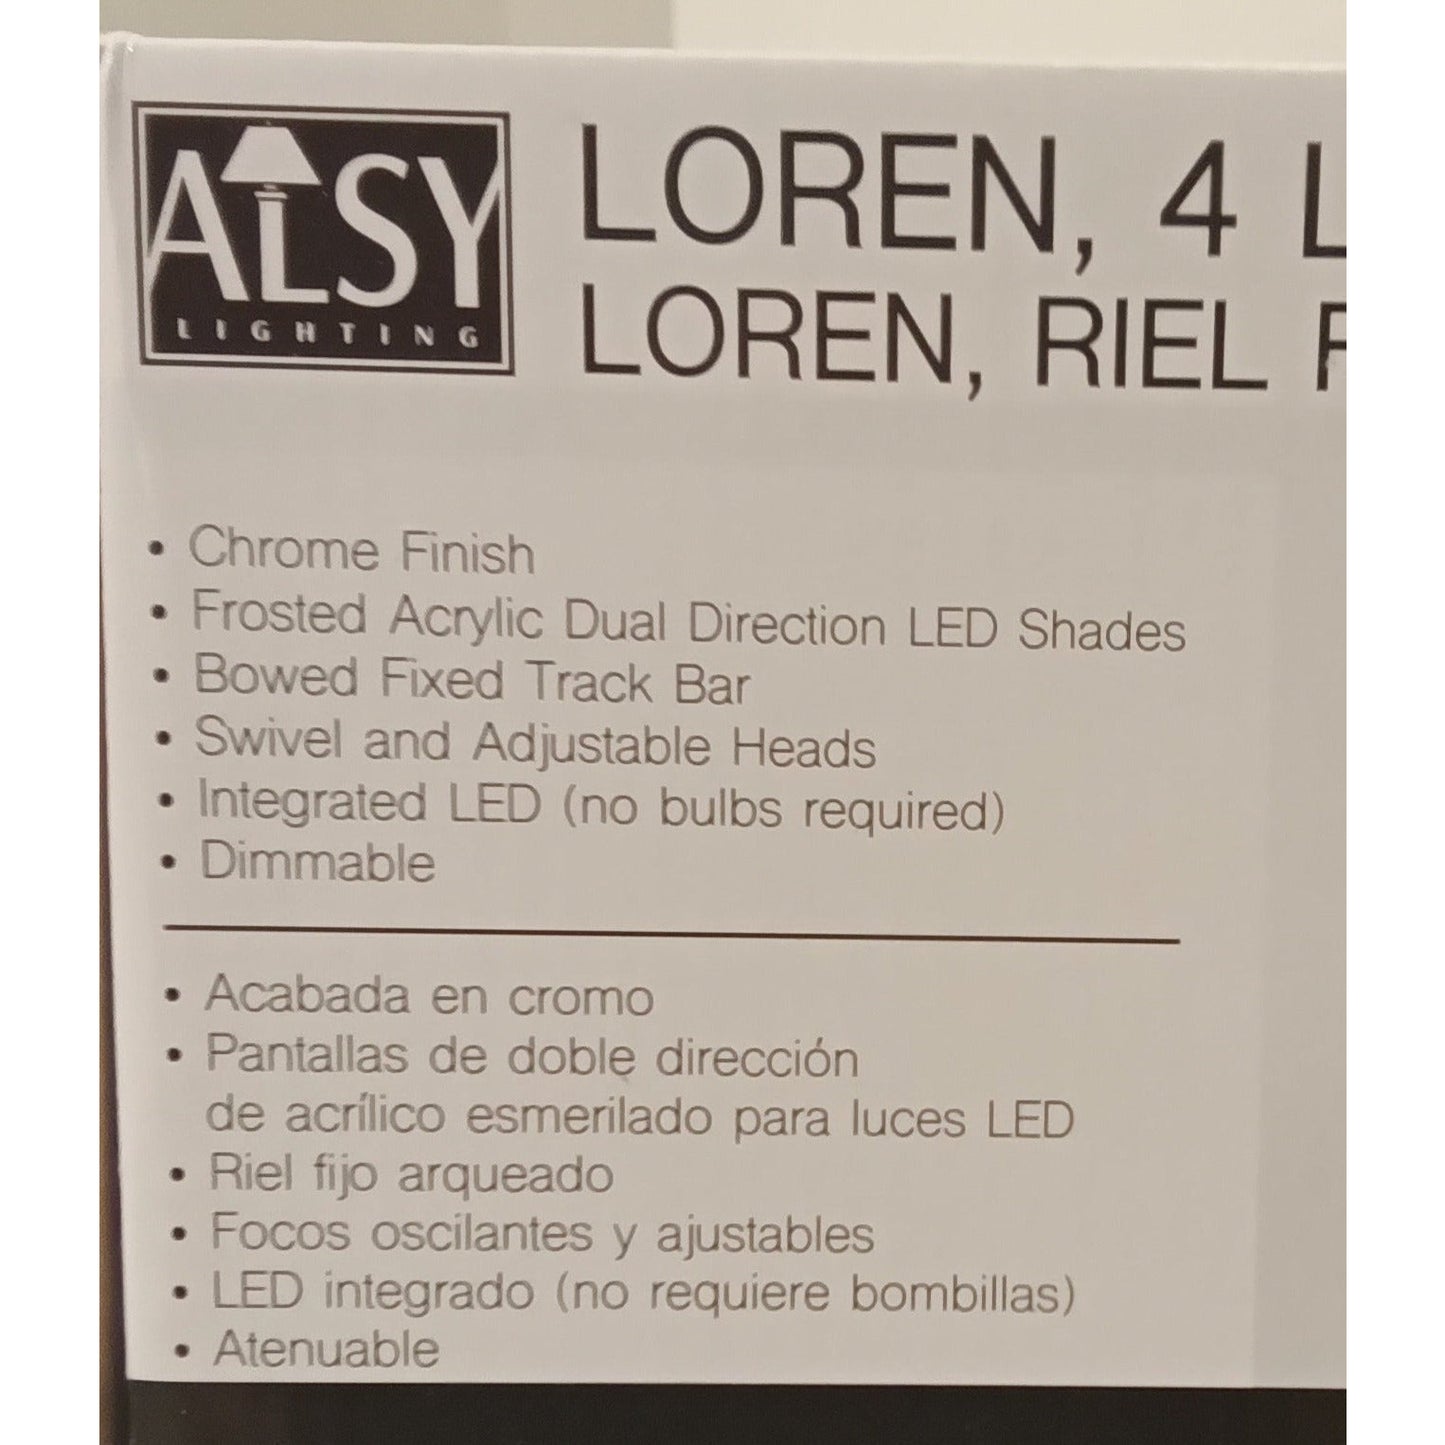 ALSY
LIGHTING
LOREN, 4 L
LOREN, RIEL F
• Chrome Finish
• Frosted Acrylic Dual Direction LED Shades
• Bowed Fixed Track Bar
• Swivel and Adjustable Heads
• Integrated LED (no bulbs required)
• Dimmable
• Acabada en cromo
• Pantallas de doble dirección
de acrílico esmerilado para luces LED
• Riel fijo arqueado
• Focos oscilantes y ajustables
• LED integrado (no requiere bombillas)
• Atenuable